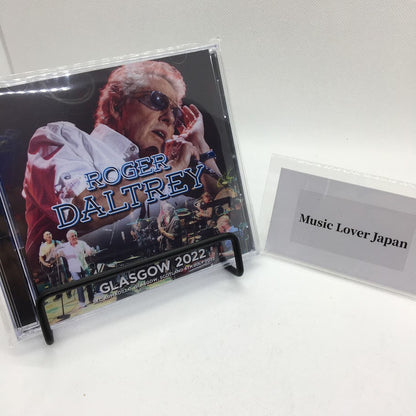 ROGER
DALTREY
GLASGOW 2022
Music Lover Japan